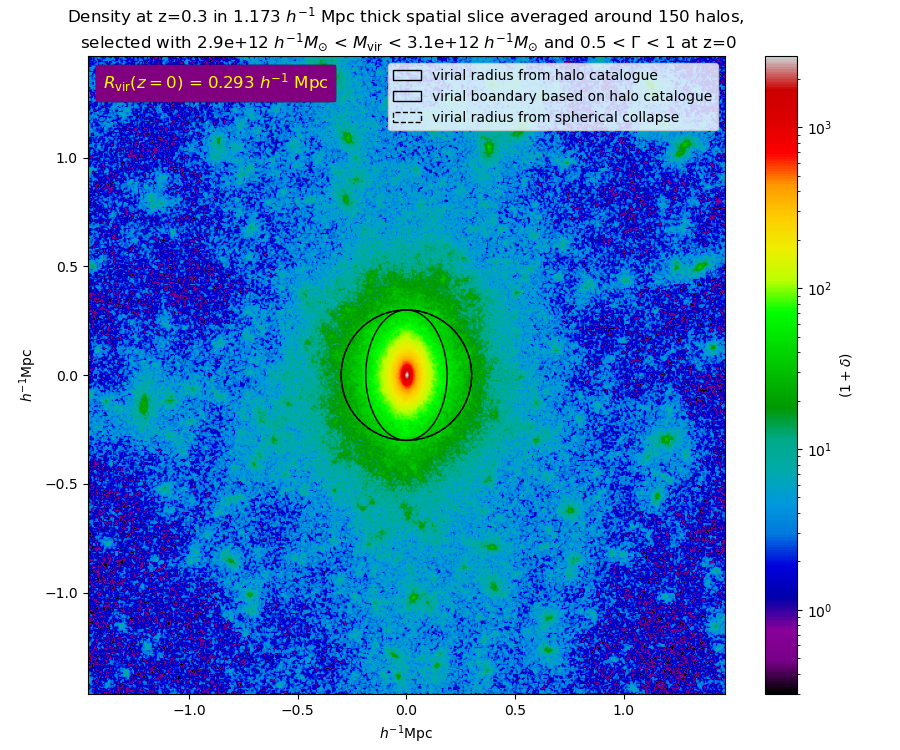 Density at z=0.3 in 1.173 h⁻¹ Mpc thick spatial slice averaged around 150 halos,
selected with 2.9e+12 h⁻¹M⊙ < Mvir < 3.1e+12 h⁻¹M⊙ and 0.5 < Γ < 1 at z=0
Rvir(z = 0) = 0.293 h⁻¹ Mpc
virial radius from halo catalogue
virial boundary based on halo catalogue
virial radius from spherical collapse
1.0
0.5
0.0
−0.5
−1.0
h⁻¹Mpc
−1.0
−0.5
0.0
0.5
1.0
h⁻¹Mpc
10³
10²
10¹
10⁰
(1 + δ)